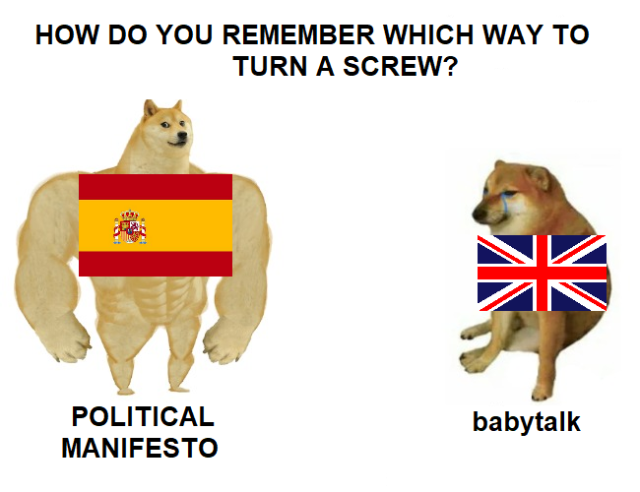 HOW DO YOU REMEMBER WHICH WAY TO
TURN A SCREW?
POLITICAL
MANIFESTO
babytalk